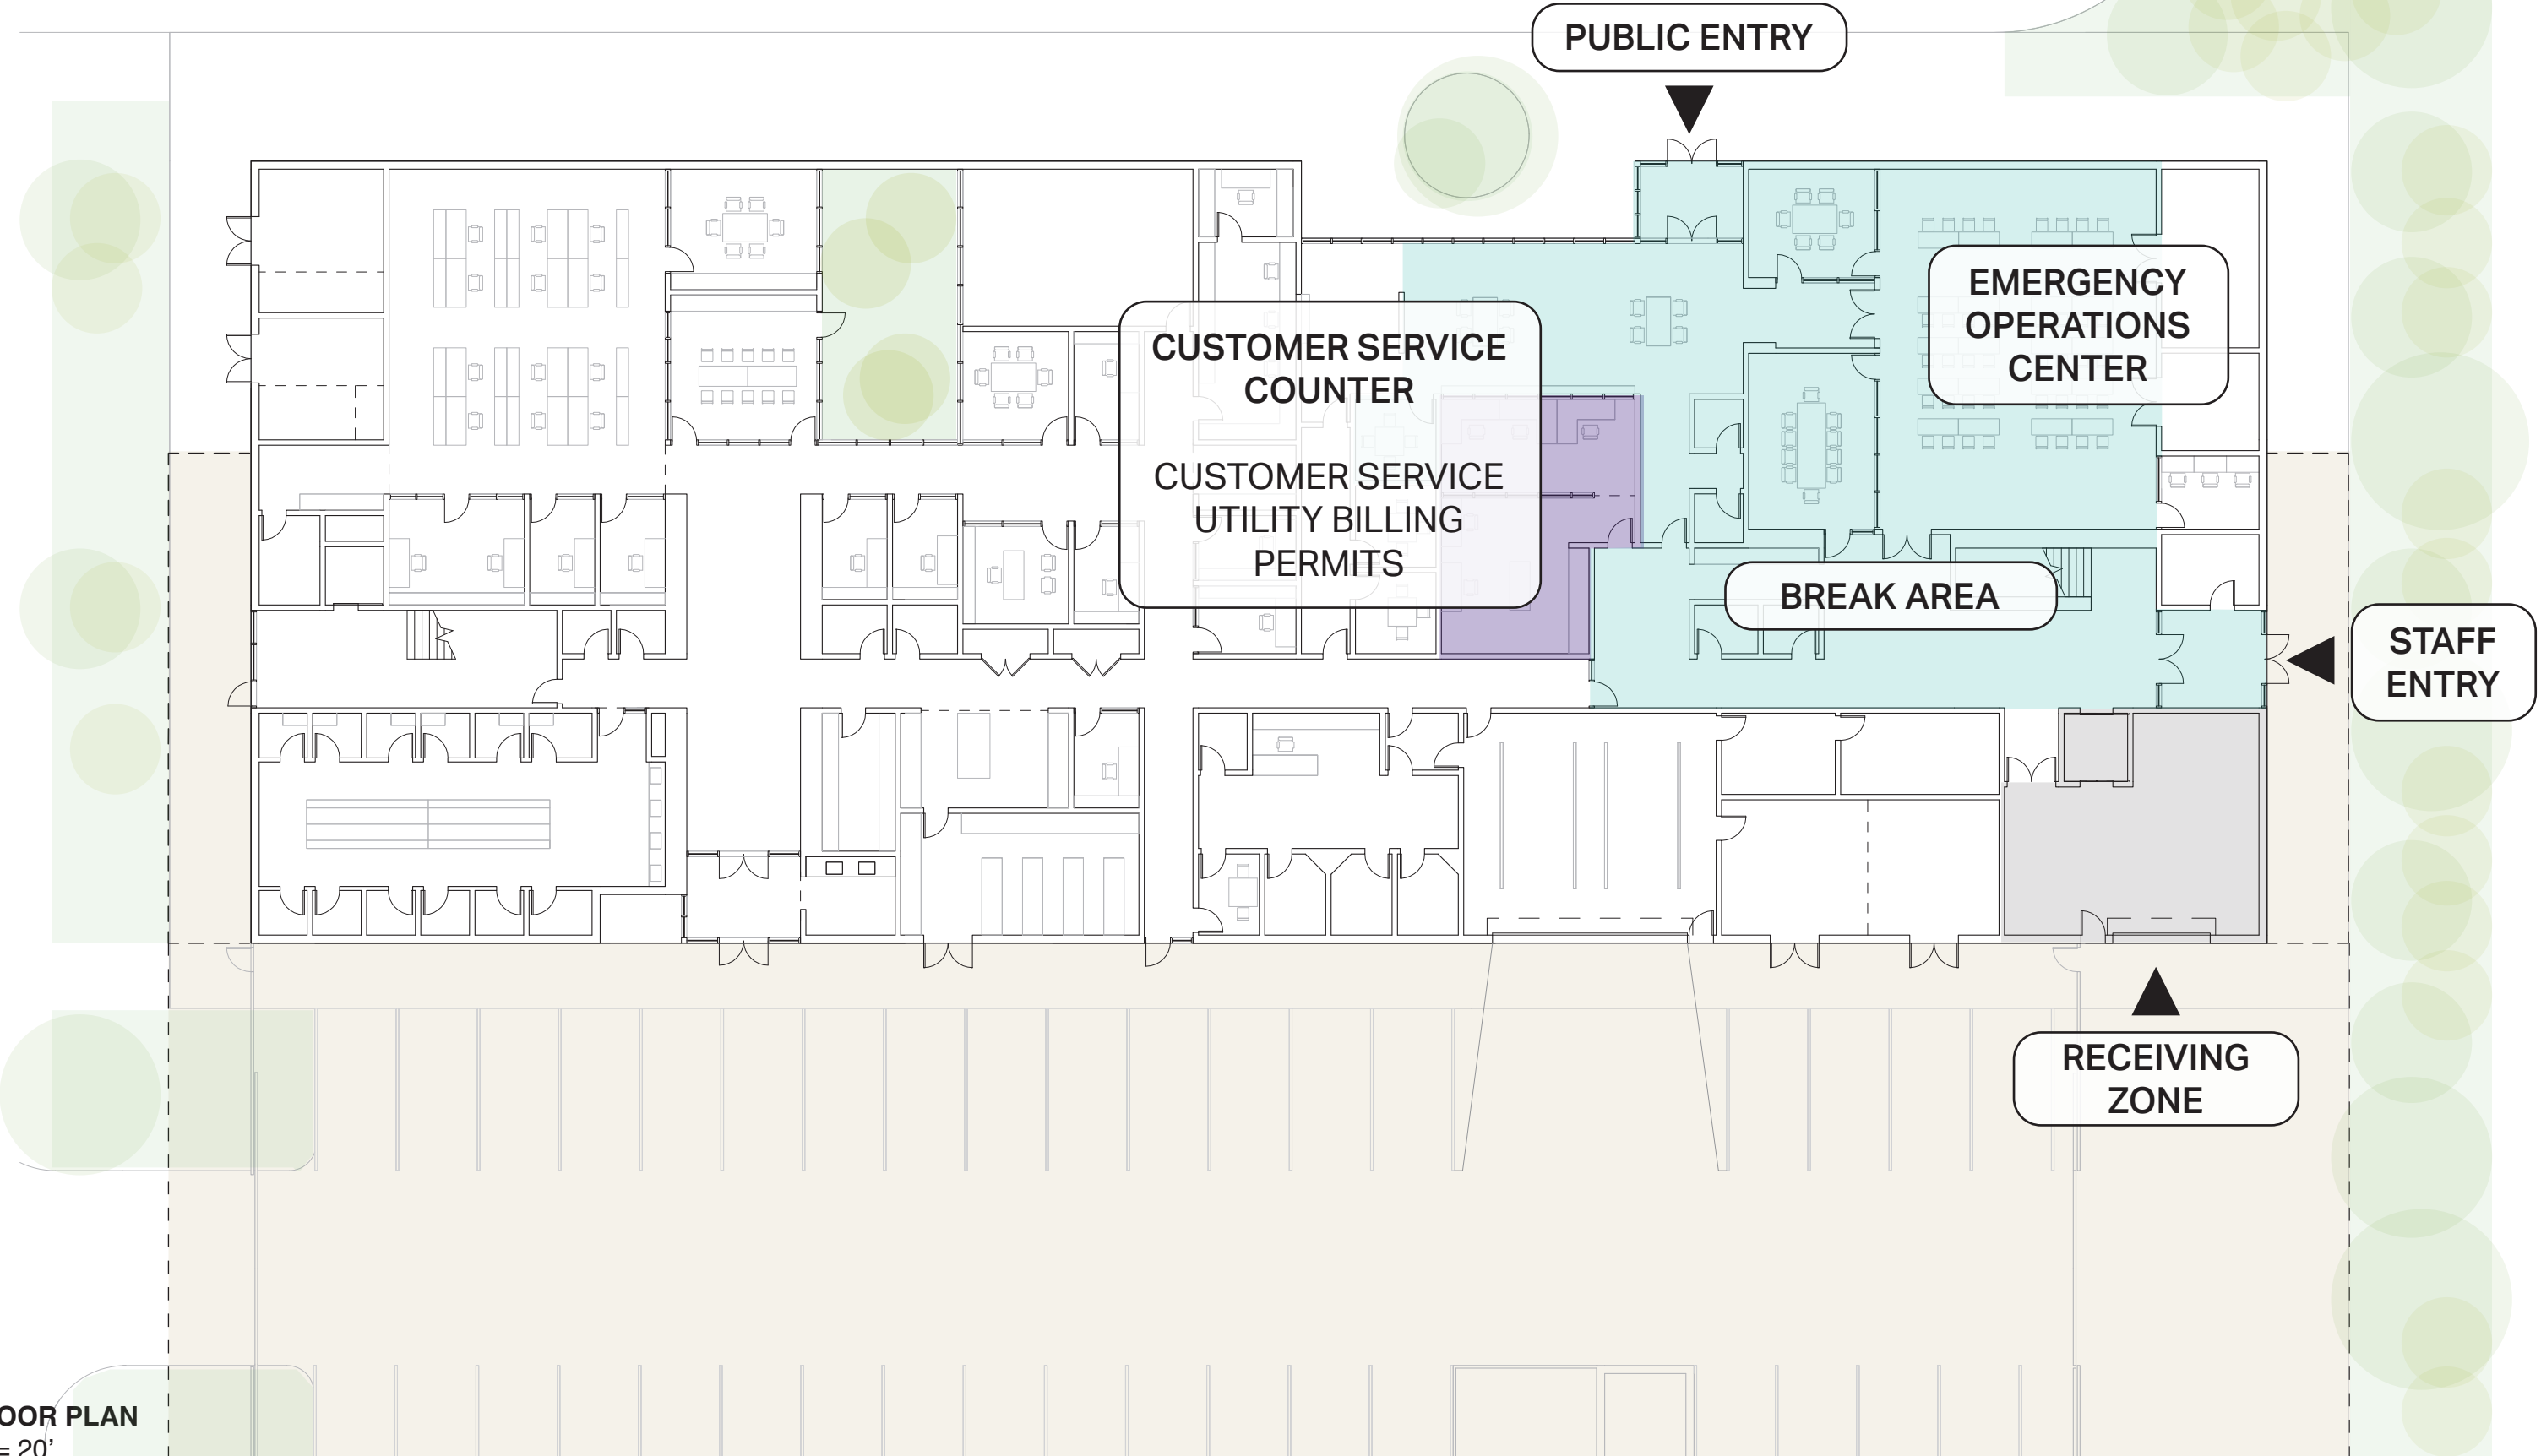 PUBLIC ENTRY
EMERGENCY
OPERATIONS
CENTER
CUSTOMER SERVICE
COUNTER
CUSTOMER SERVICE
UTILITY BILLING
PERMITS
BREAK AREA
STAFF
ENTRY
RECEIVING
ZONE
OOR PLAN
= 20’